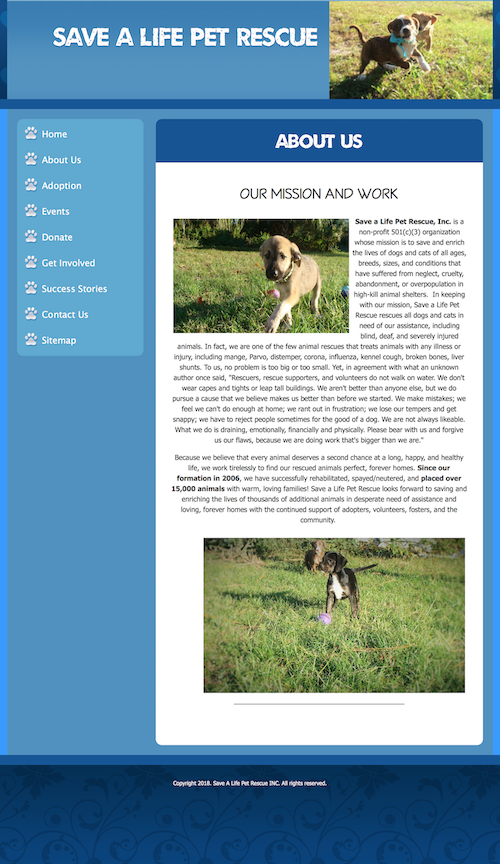 SAVE A LIFE PET RESCUE
Home
About Us
Adoption
Events
Donate
Get Involved
Success Stories
Contact Us
Sitemap
ABOUT US
OUR MISSION AND WORK
Save a Life Pet Rescue, Inc. is a
non-profit 501(c)(3) organization
whose mission is to save and enrich
the lives of dogs and cats of all ages,
breeds, sizes, and conditions that
have suffered from neglect, cruelty,
abandonment, or overpopulation in
high-kill animal shelters. In keeping
with our mission, Save a Life Pet
Rescue rescues all dogs and cats in
need of our assistance, including
blind, deaf, and severely injured
animals. In fact, we are one of the few animal rescues that treats animals with any illness or
injury, including mange, Parvo, distemper, corona, influenza, kennel cough, broken bones, liver
shunts. To us, no problem is too big or too small. Yet, in agreement with what an unknown
author once said, "Rescuers, rescue supporters, and volunteers do not walk on water. We don't
wear capes and tights or leap tall buildings. We aren't better than anyone else, but we do
pursue a cause that we believe makes us better than before we started. We make mistakes; we
feel we can't do enough at home; we rant out in frustration; we lose our tempers and get
snappy; we have to reject people sometimes for the good of a dog. We are not always likeable.
What we do is draining, emotionally, financially and physically. Please bear with us and forgive
us our flaws, because we are doing work that's bigger than we are."
Because we believe that every animal deserves a second chance at a long, happy, and healthy
life, we work tirelessly to find our rescued animals perfect, forever homes. Since our
formation in 2006, we have successfully rehabilitated, spayed/neutered, and placed over
15,000 animals with warm, loving families! Save a Life Pet Rescue looks forward to saving and
enriching the lives of thousands of additional animals in desperate need of assistance and
loving, forever homes with the continued support of adopters, volunteers, fosters, and the
community.
Copyright 2018. Save A Life Pet Rescue INC. All rights reserved.